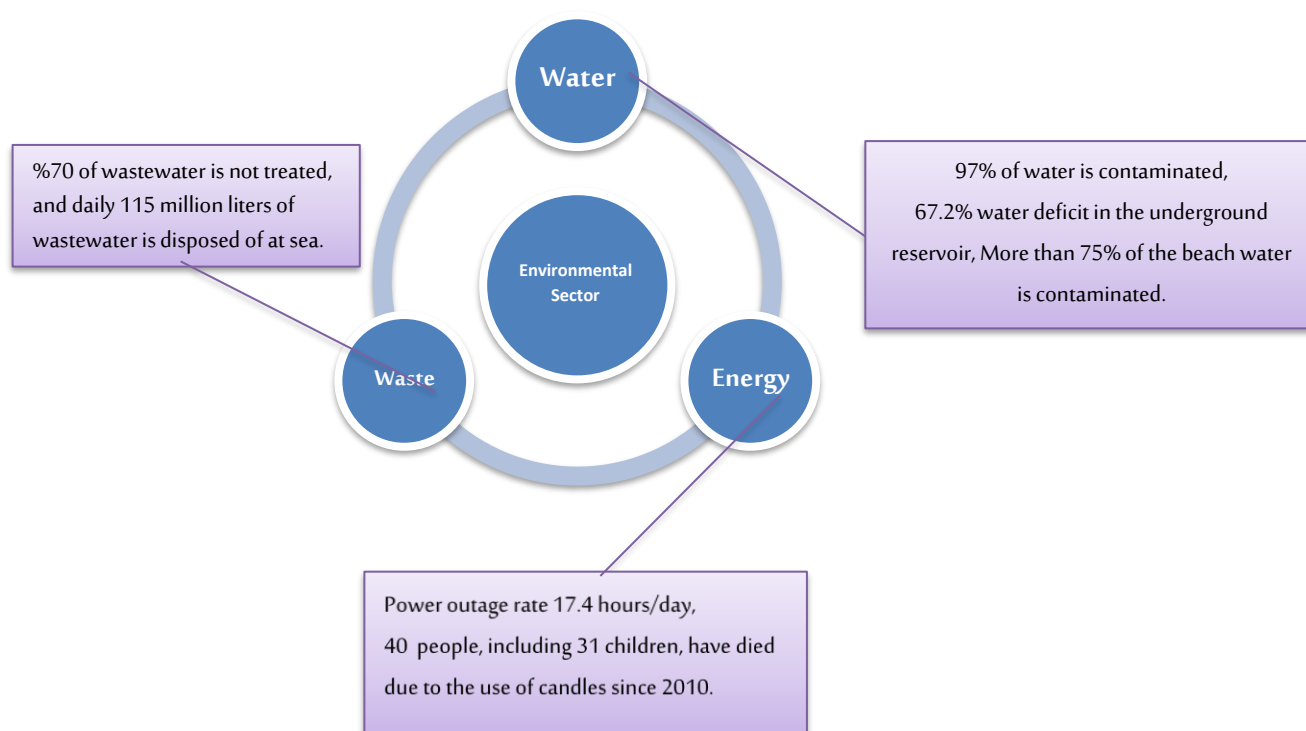 Water
%70 of wastewater is not treated,
and daily 115 million liters of
wastewater is disposed of at sea.
97% of water is contaminated,
67.2% water deficit in the underground
reservoir, More than 75% of the beach water
is contaminated.
Environmental
Sector
Waste
Energy
Power outage rate 17.4 hours/day,
40 people, including 31 children, have died
due to the use of candles since 2010.